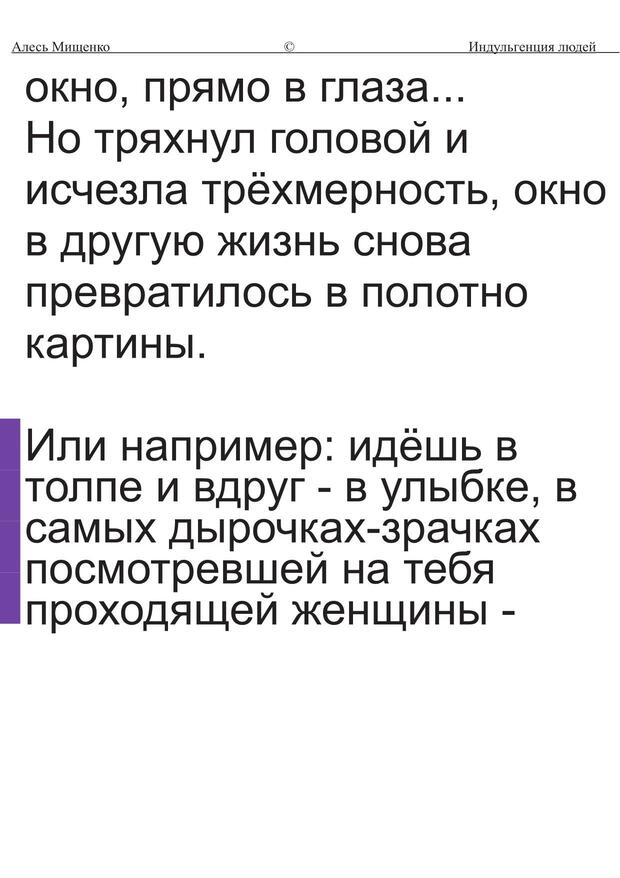 Алесь Мищенко © Индульгенция людей
окно, прямо в глаза...
Но тряхнул головой и
исчезла трёхмерность, окно
в другую жизнь снова
превратилось в полотно
картины.
Или например: идёшь в
толпе и вдруг - в улыбке, в
самых дырочках-зрачках
посмотревшей на тебя
проходящей женщины -